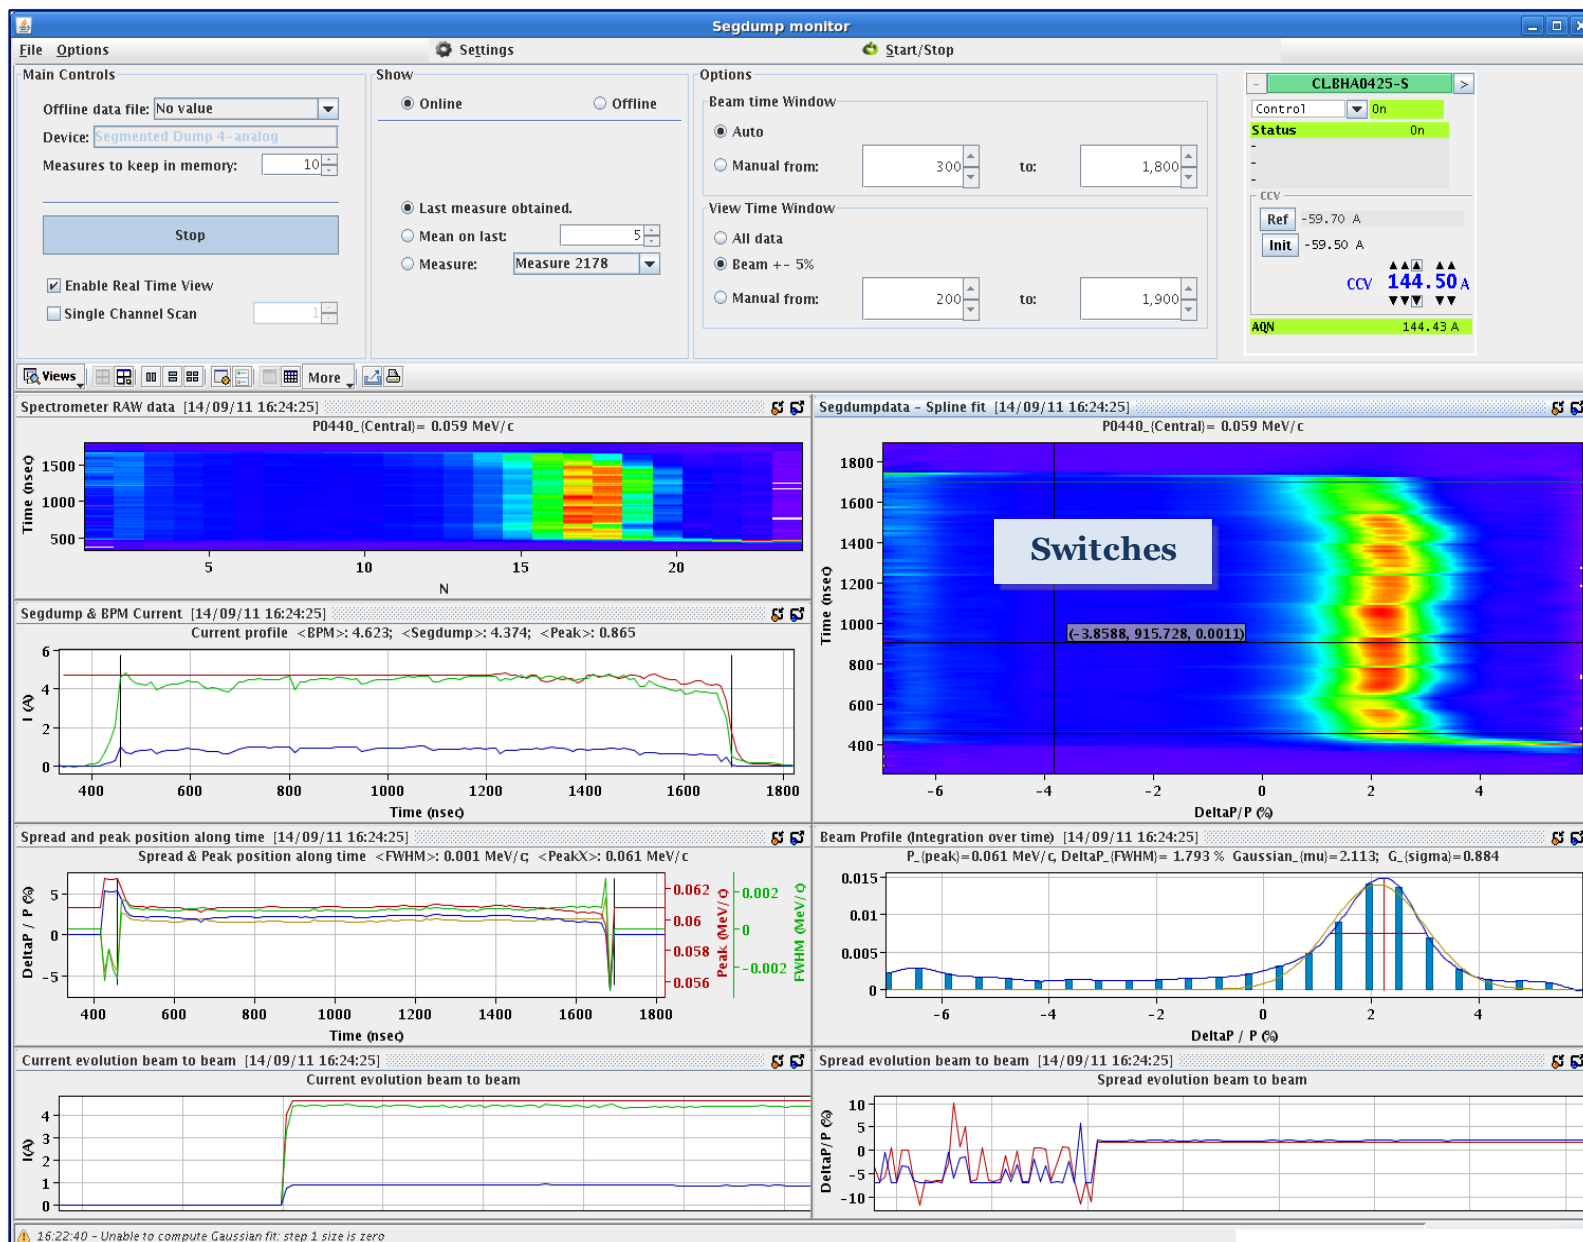 Segdump monitor
File Options Settings Start/Stop
Main Controls
Offline data file: No value
Device: Segmented Dump 4-analog
Measures to keep in memory: 10
Stop
Enable Real Time View
Single Channel Scan 1
Show
Online Offline
Last measure obtained.
Mean on last: 5
Measure: Measure 2178
Options
Beam time Window
Auto
Manual from: 300 to: 1,800
View Time Window
All data
Beam +- 5%
Manual from: 200 to: 1,900
- CL.BHA0425-S >
Control On
Status On
-
-
-
CCV
Ref -59.70 A
Init -59.50 A
CCV 144.50 A
AQN 144.43 A
Views More
Spectrometer RAW data [14/09/11 16:24:25]
P0440_{Central}= 0.059 MeV/c
Time (nsec)
1500
1000
500
5 10 15 20
N
Segdumpdata - Spline fit [14/09/11 16:24:25]
P0440_{Central}= 0.059 MeV/c
Time (nsec)
1800
1600
1400
1200
1000
800
600
400
Switches
(-3.8588, 915.728, 0.0011)
-6 -4 -2 0 2 4
DeltaP/P (%)
Segdump & BPM Current [14/09/11 16:24:25]
Current profile <BPM>: 4.623; <Segdump>: 4.374; <Peak>: 0.865
I (A)
6
4
2
0
400 600 800 1000 1200 1400 1600 1800
Time (nsec)
Spread and peak position along time [14/09/11 16:24:25]
Spread & Peak position along time <FWHM>: 0.001 MeV/c; <PeakX>: 0.061 MeV/c
DeltaP / P (%)
5
0
-5
0.062
0.06
0.058
0.056
Peak (MeV/c)
0.002
0
-0.002
FWHM (MeV/c)
400 600 800 1000 1200 1400 1600 1800
Time (nsec)
Beam Profile (Integration over time) [14/09/11 16:24:25]
P_{peak}=0.061 MeV/c, DeltaP_{FWHM}= 1.793 % Gaussian_{mu}=2.113; G_{sigma}=0.884
0.015
0.01
0.005
0
-6 -4 -2 0 2 4
DeltaP / P (%)
Current evolution beam to beam [14/09/11 16:24:25]
Current evolution beam to beam
I(A)
4
3
2
1
0
Spread evolution beam to beam [14/09/11 16:24:25]
Spread evolution beam to beam
DeltaP/P (%)
10
5
0
-5
-10
16:22:40 - Unable to compute Gaussian fit: step 1 size is zero